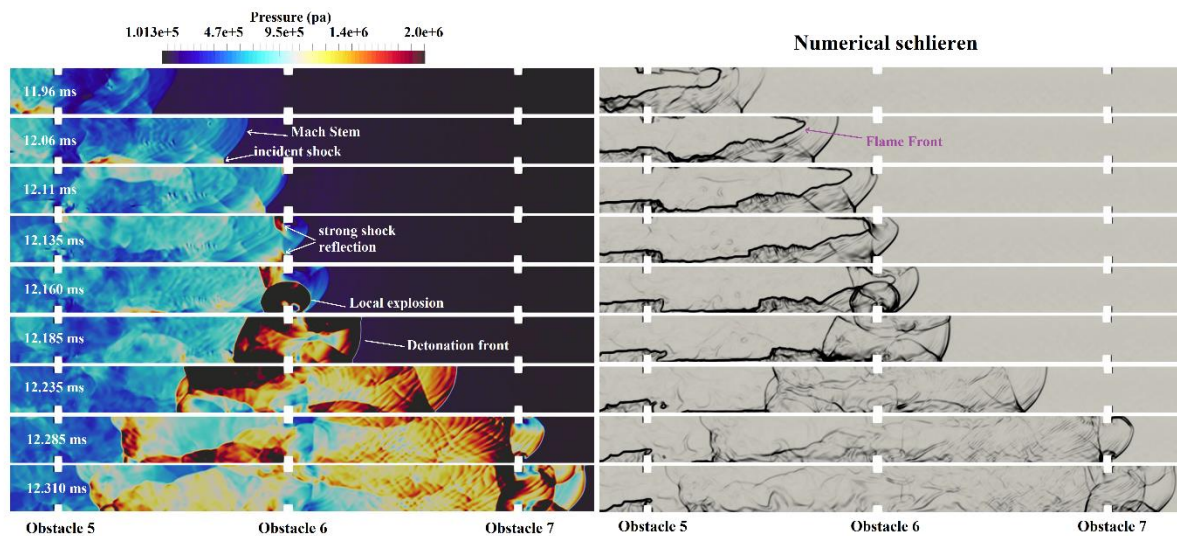 Pressure (pa)
1.013e+5 4.7e+5 9.5e+5 1.4e+6 2.0e+6
Numerical schlieren
11.96 ms
12.06 ms
Mach Stem
incident shock
Flame Front
12.11 ms
12.135 ms
strong shock
reflection
12.160 ms
Local explosion
12.185 ms
Detonation front
12.235 ms
12.285 ms
12.310 ms
Obstacle 5 Obstacle 6 Obstacle 7
Obstacle 5 Obstacle 6 Obstacle 7